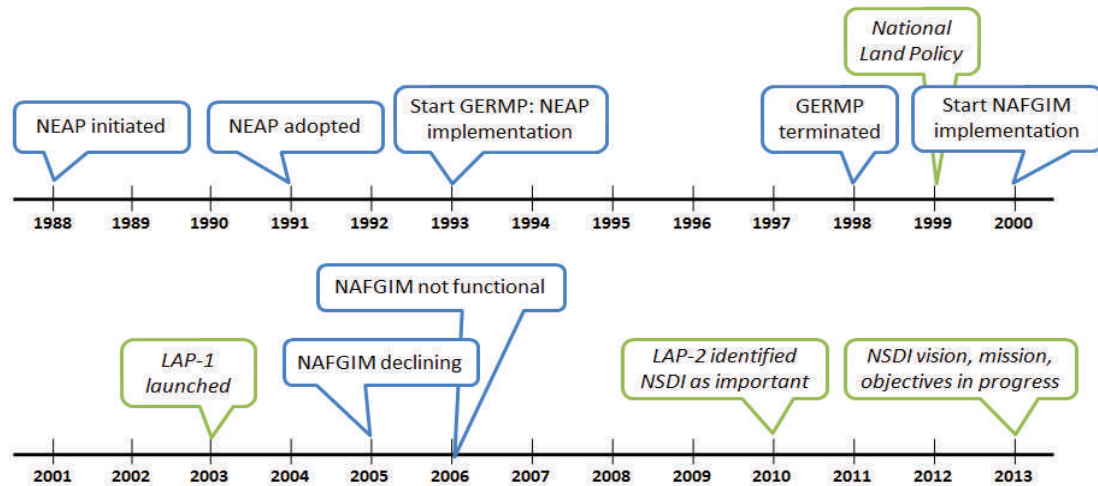 National
Land Policy
NEAP initiated
NEAP adopted
Start GERMP: NEAP
implementation
GERMP
terminated
Start NAFGIM
implementation
1988 1989 1990 1991 1992 1993 1994 1995 1996 1997 1998 1999 2000
NAFGIM not functional
LAP-1
launched
NAFGIM declining
LAP-2 identified
NSDI as important
NSDI vision, mission,
objectives in progress
2001 2002 2003 2004 2005 2006 2007 2008 2009 2010 2011 2012 2013